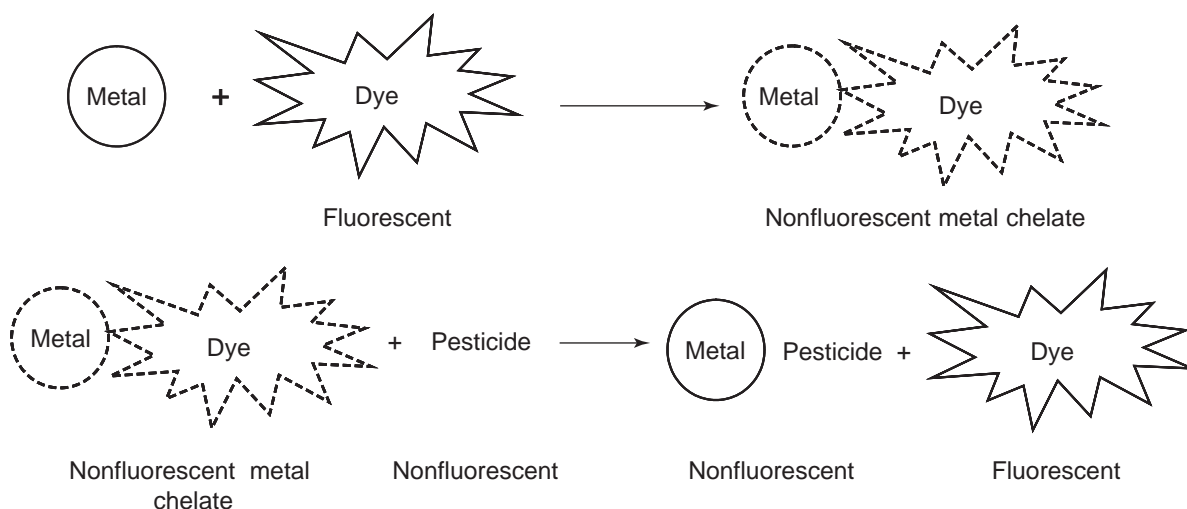 Metal + Dye Metal Dye
Fluorescent Nonfluorescent metal chelate
Metal Dye + Pesticide Metal Pesticide + Dye
Nonfluorescent metal Nonfluorescent Nonfluorescent Fluorescent
chelate